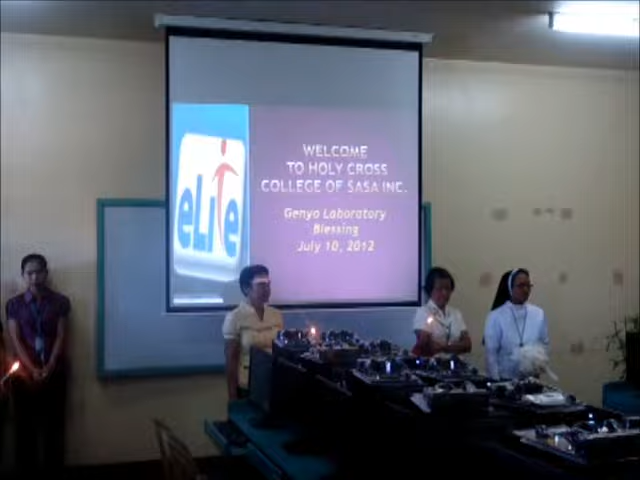 eLite
WELCOME
TO HOLY CROSS
COLLEGE OF SASA INC.
Genyo Laboratory
Blessing
July 10, 2012